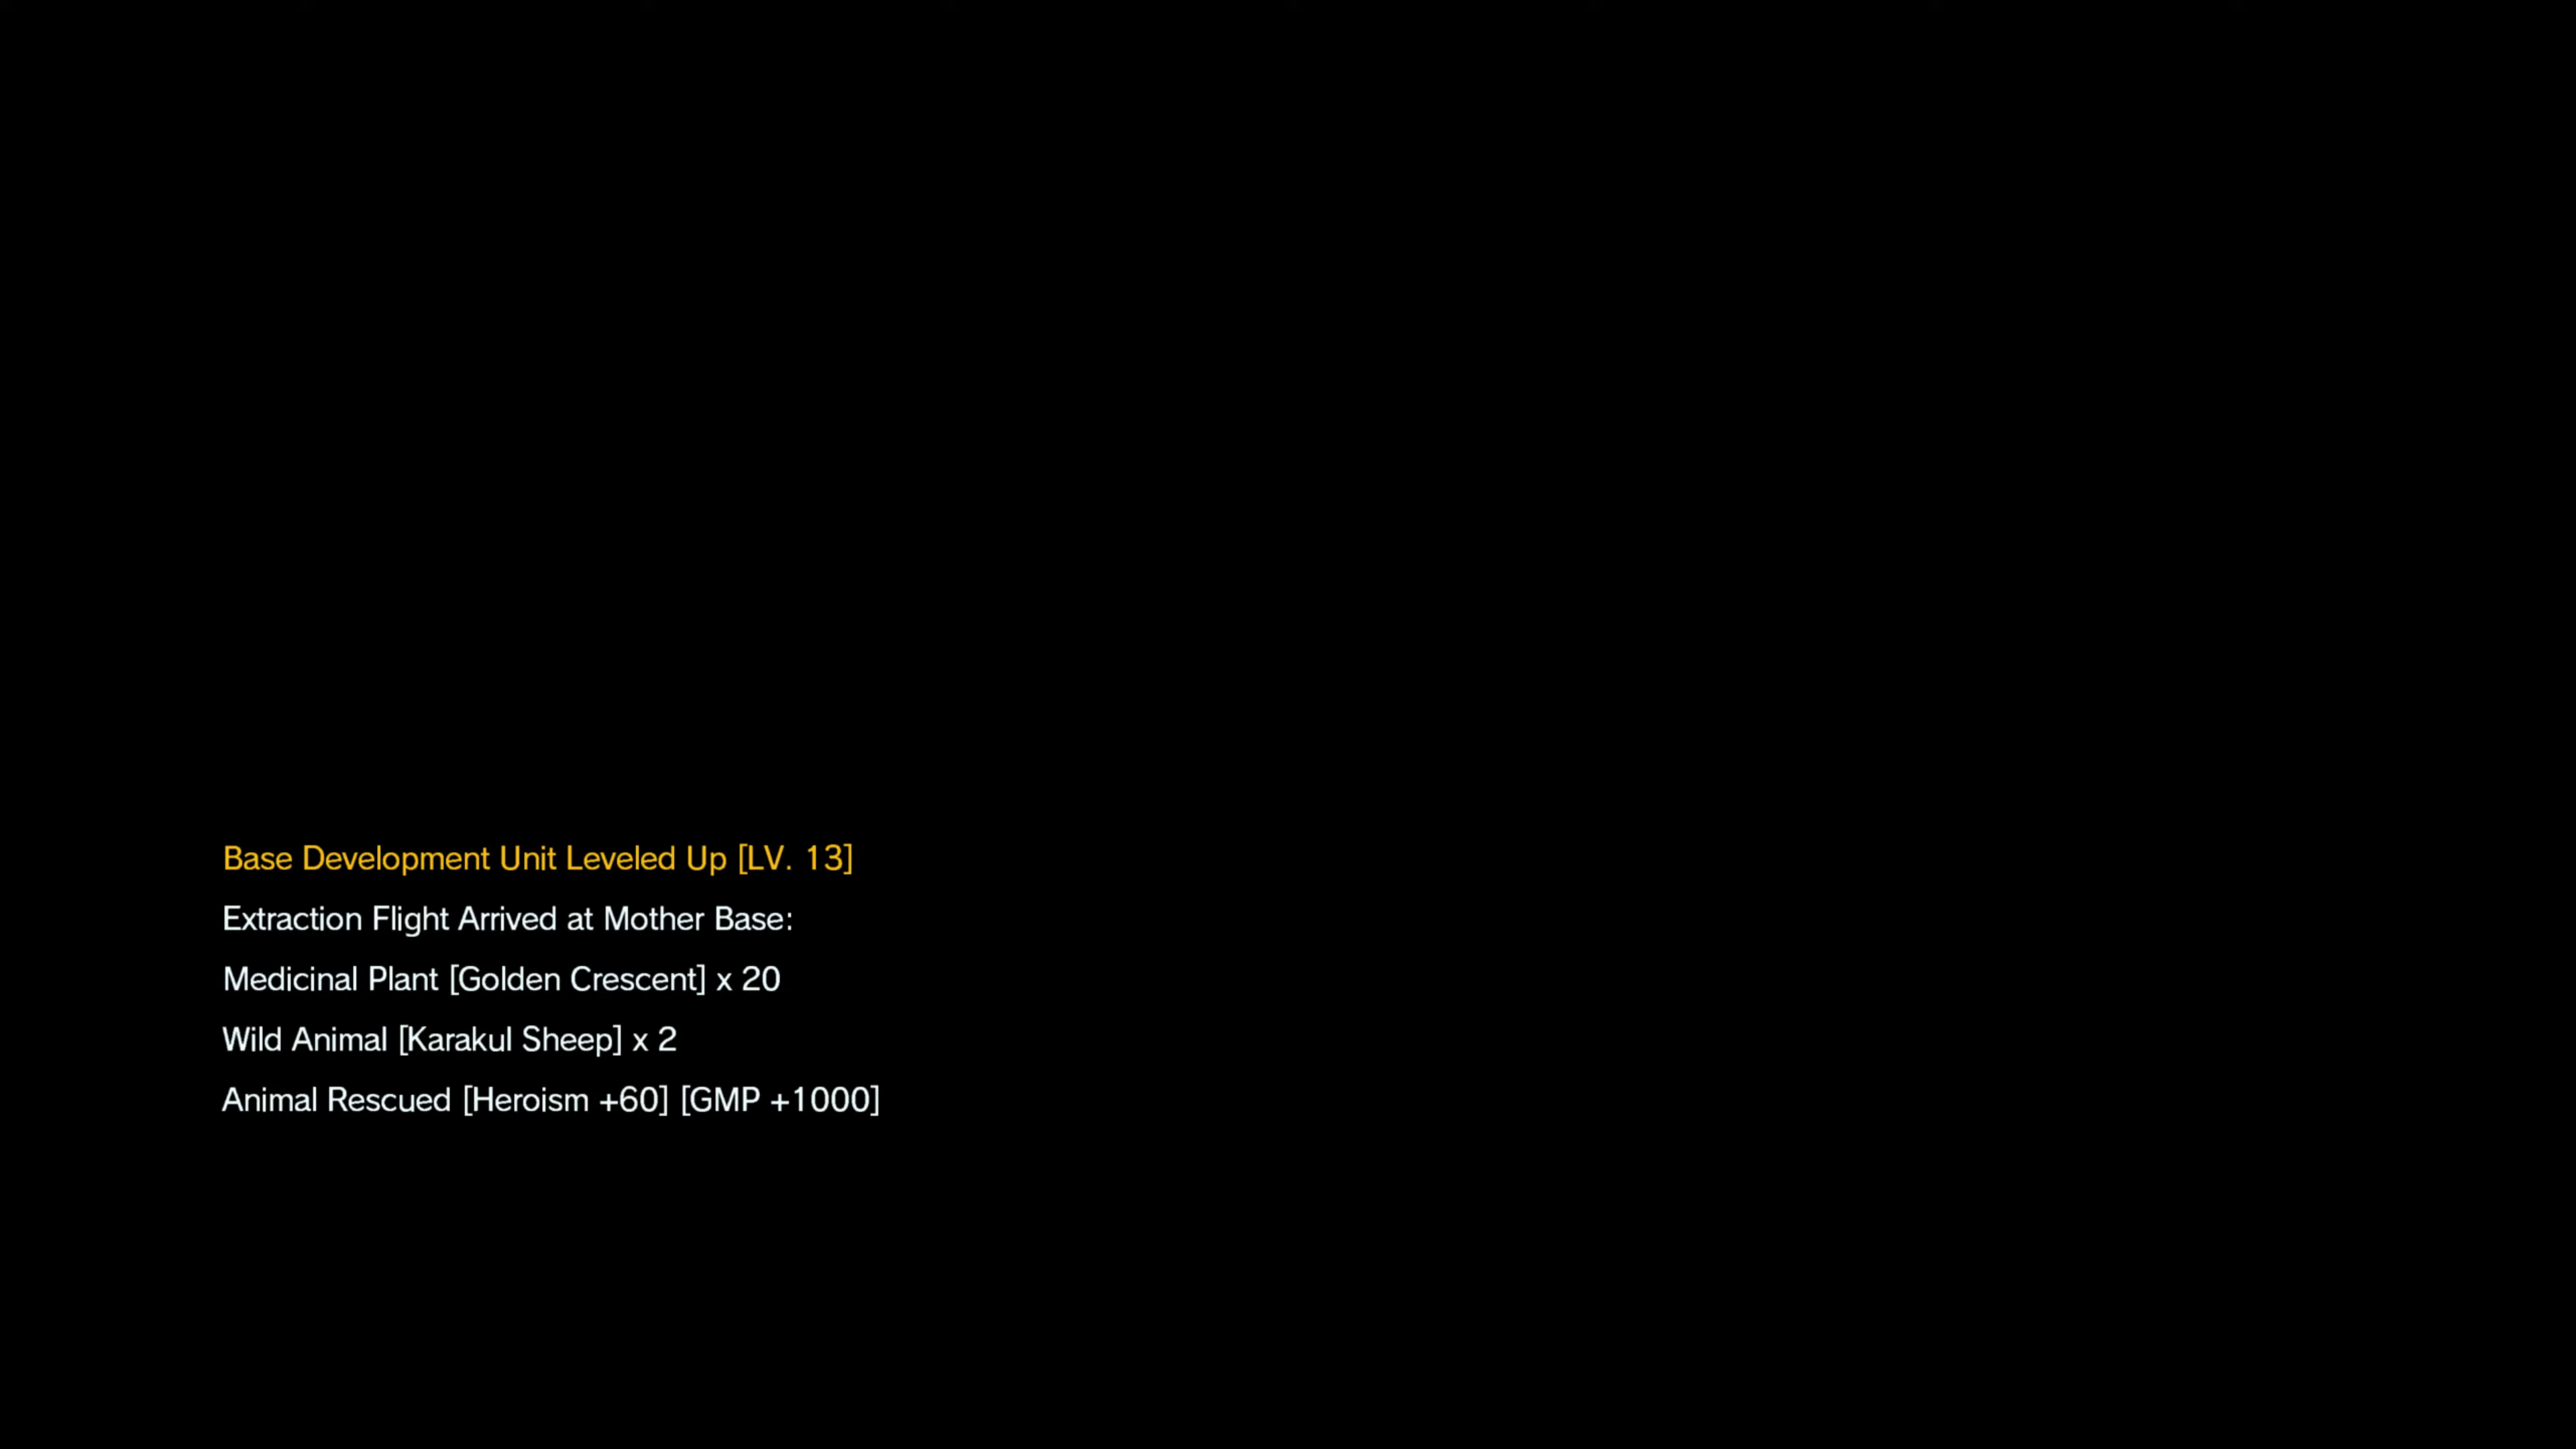 Base Development Unit Leveled Up [LV. 13]
Extraction Flight Arrived at Mother Base:
Medicinal Plant [Golden Crescent] x 20
Wild Animal [Karakul Sheep] x 2
Animal Rescued [Heroism +60] [GMP +1000]